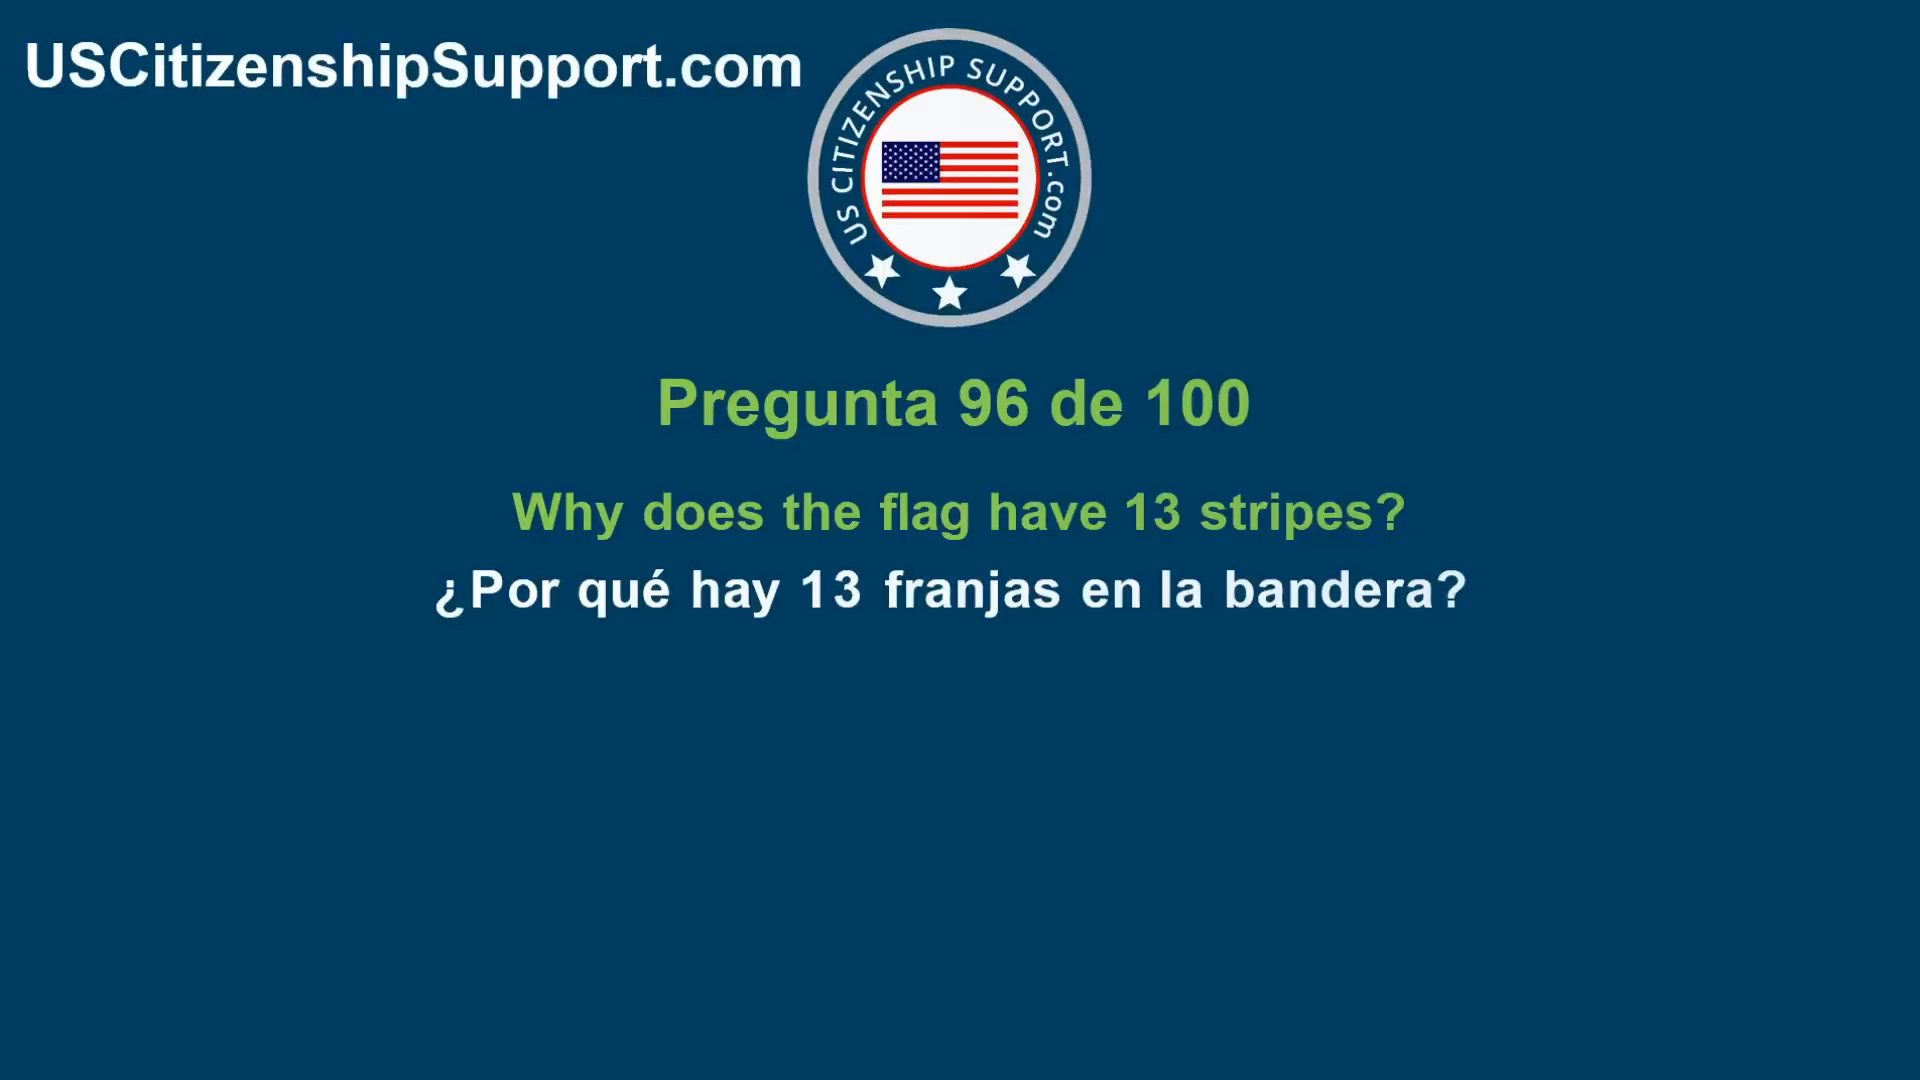 USCitizenshipSupport.com
US CITIZENSHIP SUPPORT.com
Pregunta 96 de 100
Why does the flag have 13 stripes?
¿Por qué hay 13 franjas en la bandera?